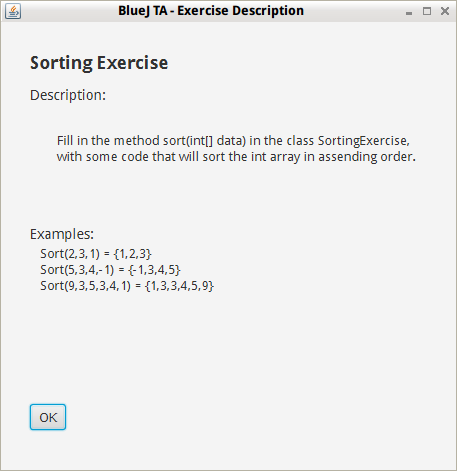 BlueJ TA - Exercise Description
Sorting Exercise
Description:
Fill in the method sort(int[] data) in the class SortingExercise,
with some code that will sort the int array in assending order.
Examples:
Sort(2,3,1) = {1,2,3}
Sort(5,3,4,-1) = {-1,3,4,5}
Sort(9,3,5,3,4,1) = {1,3,3,4,5,9}
OK